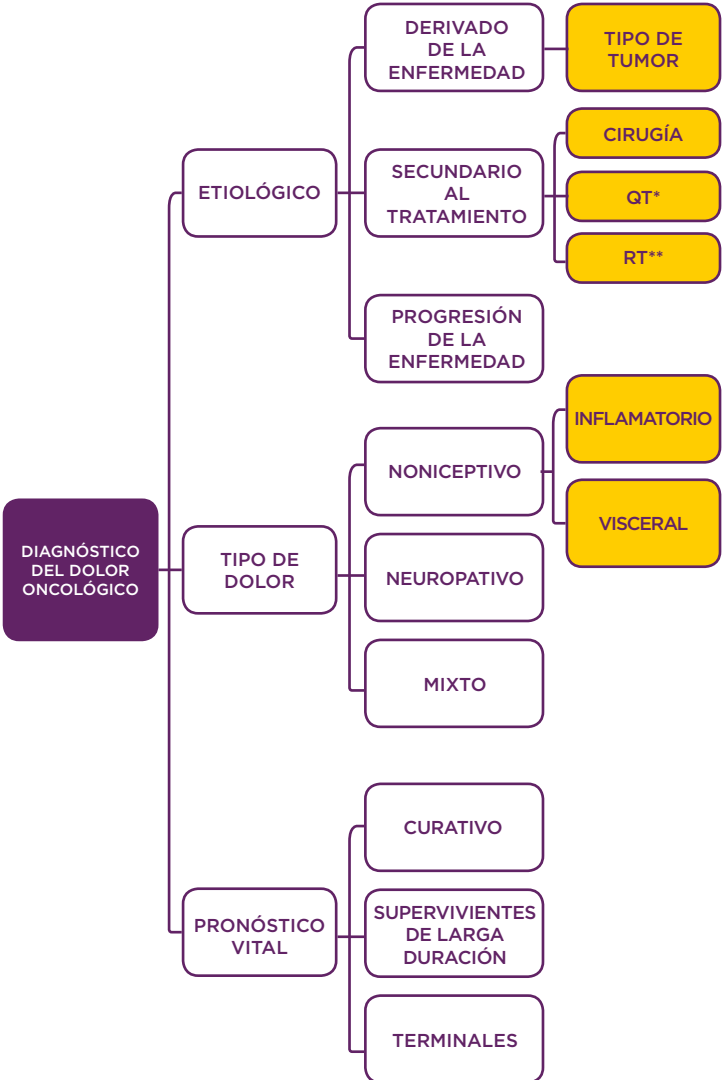 DERIVADO
DE LA
ENFERMEDAD
TIPO DE
TUMOR
ETIOLÓGICO
SECUNDARIO
AL
TRATAMIENTO
CIRUGÍA
QT*
RT**
PROGRESIÓN
DE LA
ENFERMEDAD
DIAGNÓSTICO
DEL DOLOR
ONCOLÓGICO
TIPO DE
DOLOR
NONICEPTIVO
INFLAMATORIO
VISCERAL
NEUROPATIVO
MIXTO
PRONÓSTICO
VITAL
CURATIVO
SUPERVIVIENTES
DE LARGA
DURACIÓN
TERMINALES